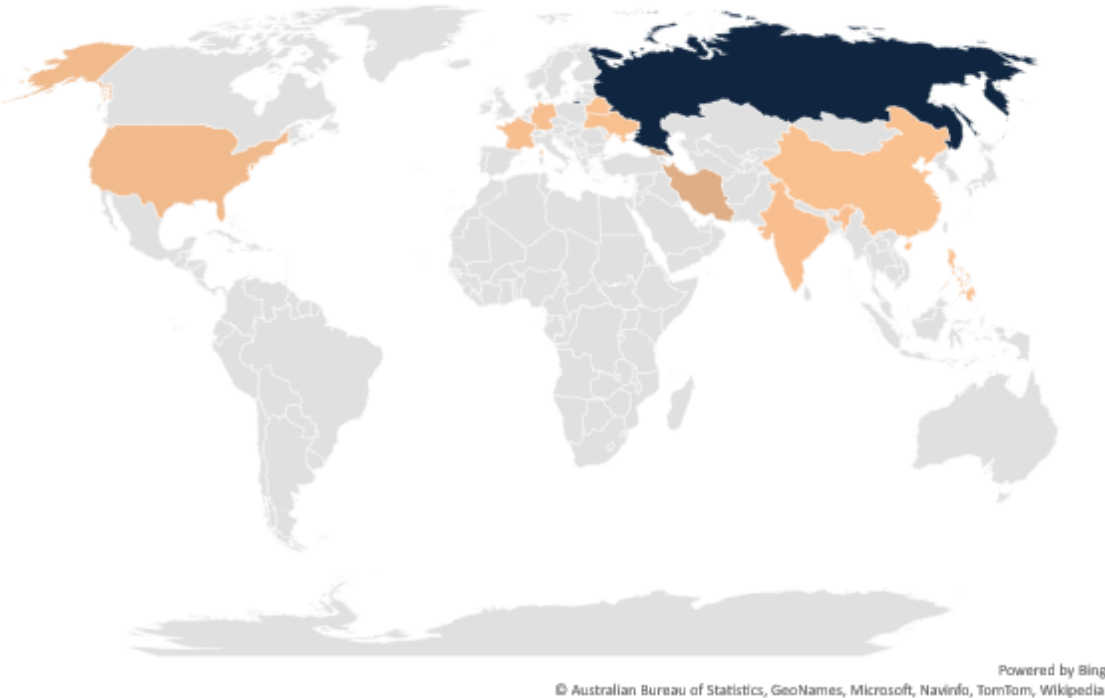 Powered by Bing
© Australian Bureau of Statistics, GeoNames, Microsoft, Navinfo, TomTom, Wikipedia